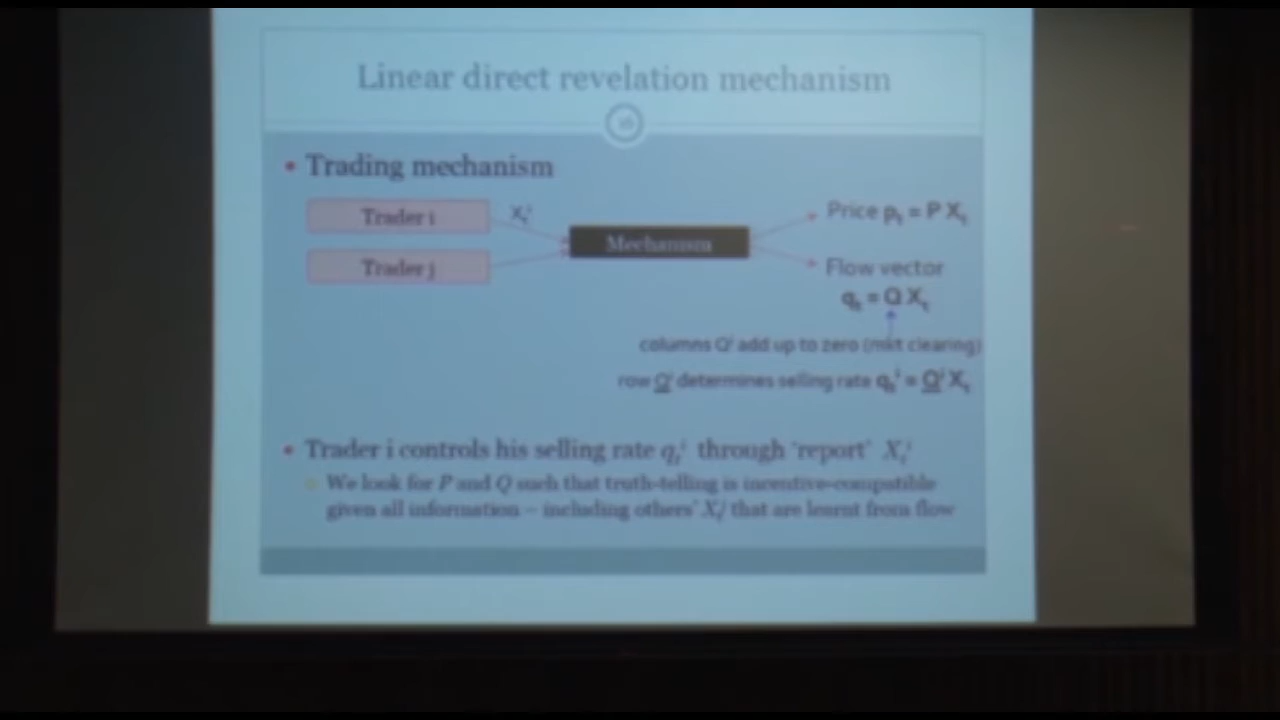 Linear direct revelation mechanism
• Trading mechanism
Trader i
X_t^i
Mechanism
Price p_t = P X_t
Trader j
Flow vector
q_t = Q X_t
columns Q^i add up to zero (mkt clearing)
row Q^i determines selling rate q_t^i = Q^i X_t
• Trader i controls his selling rate q_t^i through 'report' X_t^i
We look for P and Q such that truth-telling is incentive-compatible
given all information – including others' X_t^j that are learnt from flow